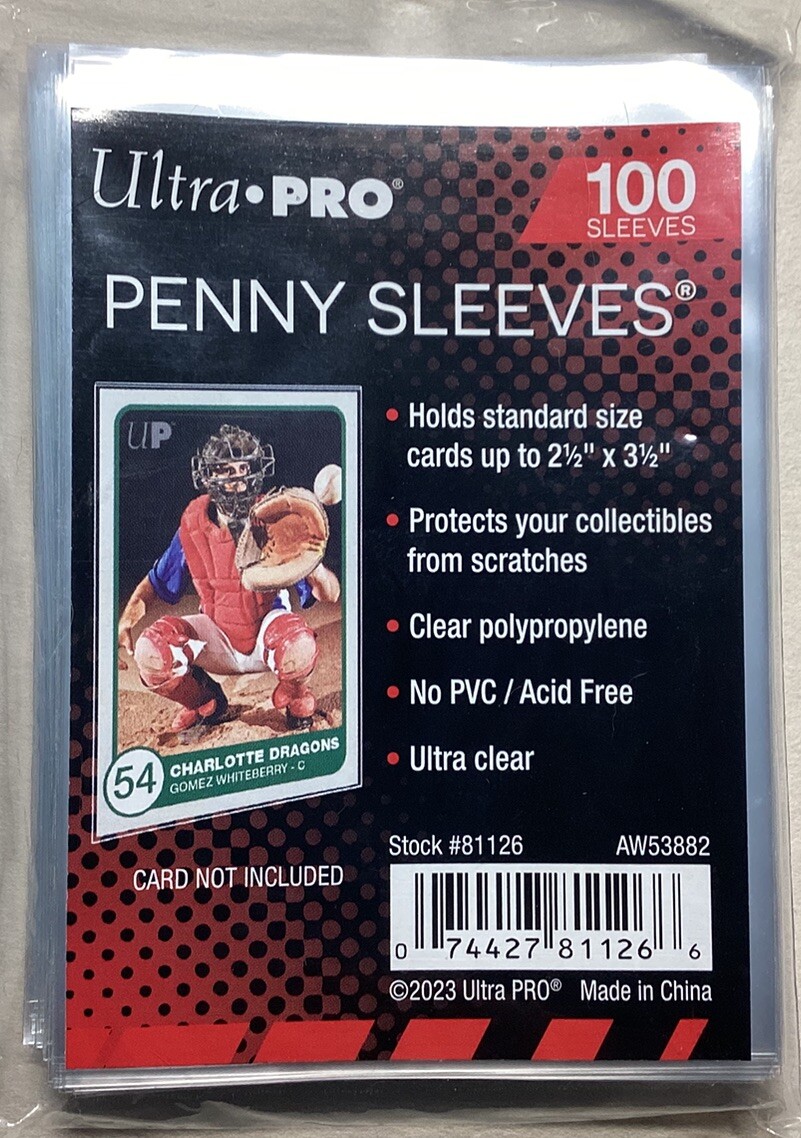 Ultra•PRO®
100
SLEEVES
PENNY SLEEVES®
UP
• Holds standard size
cards up to 2½" x 3½"
• Protects your collectibles
from scratches
• Clear polypropylene
• No PVC / Acid Free
• Ultra clear
54
CHARLOTTE DRAGONS
GOMEZ WHITEBERRY - C
CARD NOT INCLUDED
Stock #81126 AW53882
0 74427 81126 6
©2023 Ultra PRO® Made in China